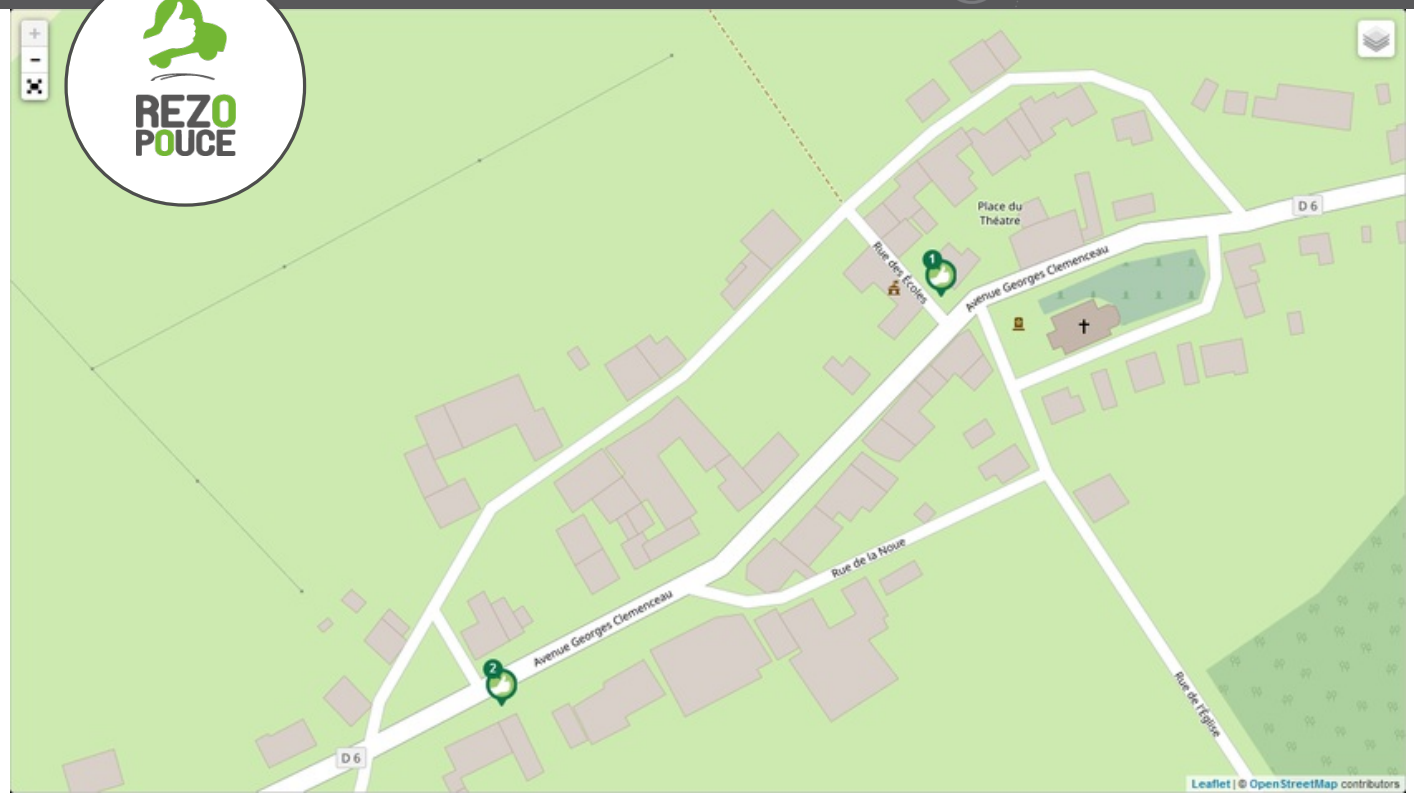 +
-
REZO
POUCE
Place du
Théatre
D 6
Rue des Écoles
1
Avenue Georges Clemenceau
Rue de la Noue
Avenue Georges Clemenceau
2
Rue de l'Église
D 6
Leaflet | © OpenStreetMap contributors